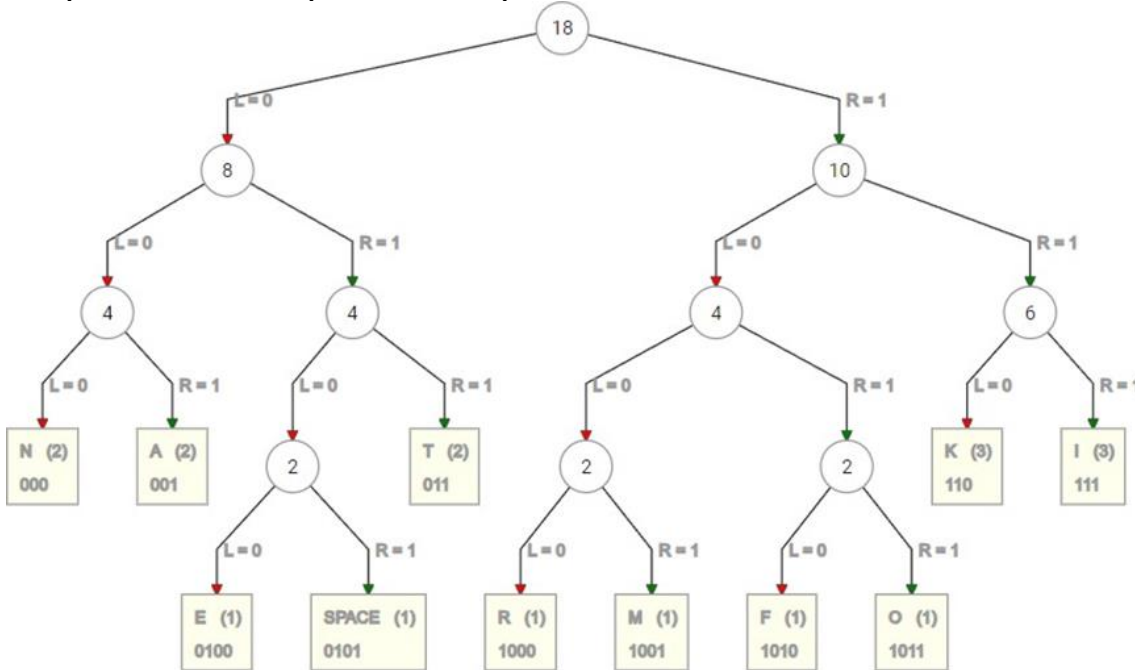 18
L = 0
R = 1
8
10
L = 0
R = 1
L = 0
R = 1
4
4
4
6
L = 0
R = 1
L = 0
R = 1
L = 0
R = 1
L = 0
R = 1
N (2)
000
A (2)
001
2
T (2)
011
2
2
K (3)
110
I (3)
111
L = 0
R = 1
L = 0
R = 1
L = 0
R = 1
E (1)
0100
SPACE (1)
0101
R (1)
1000
M (1)
1001
F (1)
1010
O (1)
1011